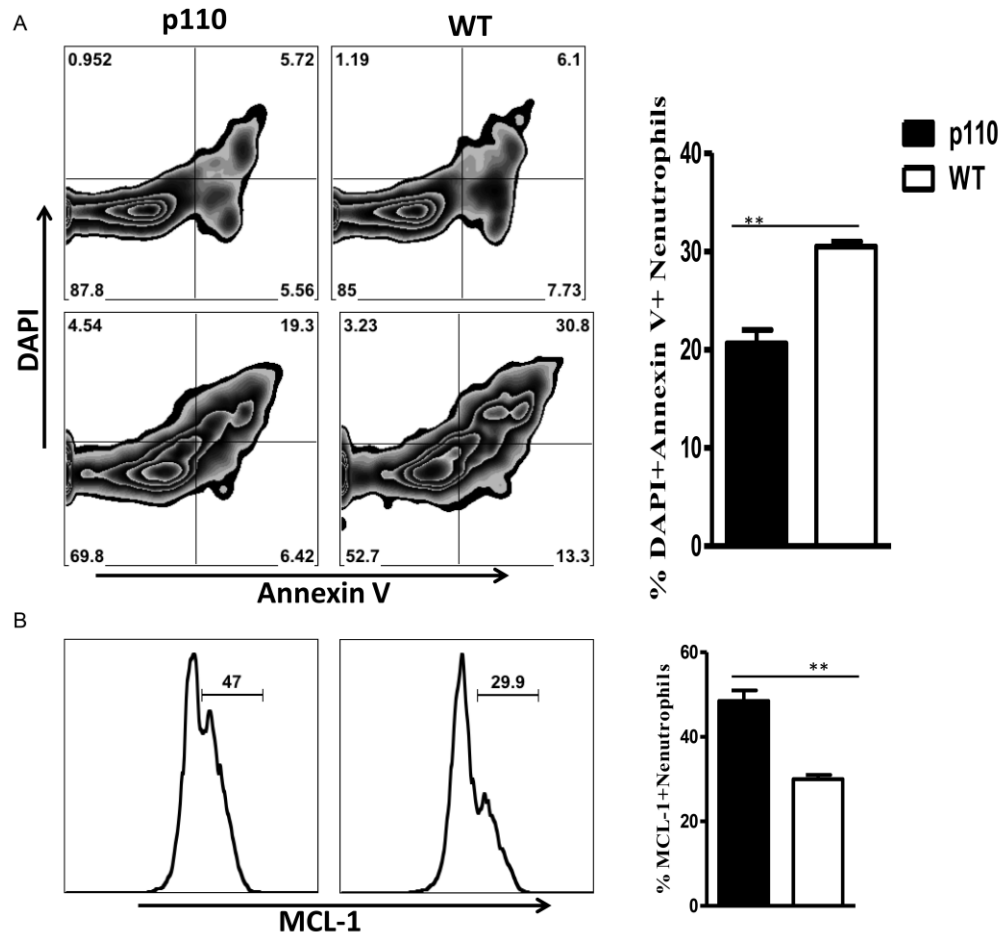 A
p110
WT
0.952
5.72
1.19
6.1
87.8
5.56
85
7.73
4.54
19.3
3.23
30.8
69.8
6.42
52.7
13.3
DAPI
Annexin V
p110
WT
% DAPI+Annexin V+ Nenutrophils
40
30
20
10
0
**
B
47
29.9
MCL-1
% MCL-1+Nenutrophils
60
40
20
0
**